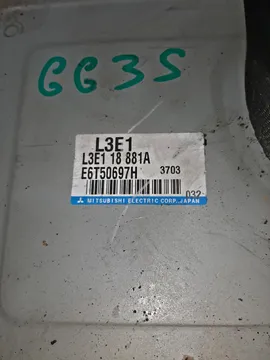 GG3S
L3E1
L3E1 18 881A
E6T50697H 3703
032
MITSUBISHI ELECTRIC CORP. JAPAN